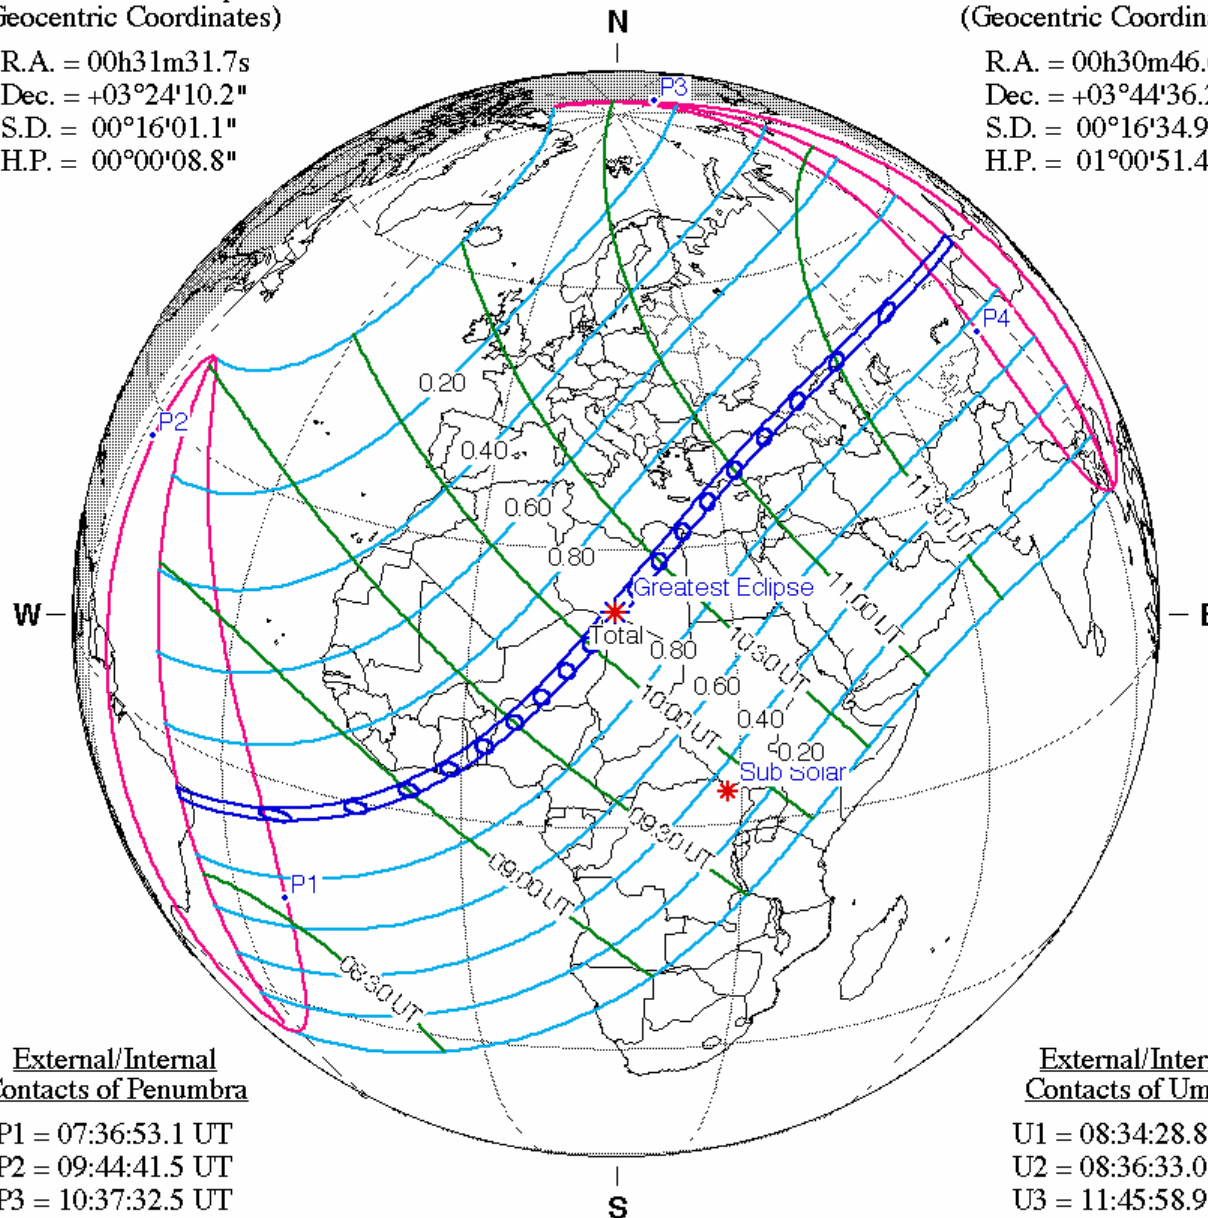 Geocentric Coordinates)
R.A. = 00h31m31.7s
Dec. = +03°24'10.2"
S.D. = 00°16'01.1"
H.P. = 00°00'08.8"
N
(Geocentric Coordin
R.A. = 00h30m46.
Dec. = +03°44'36.2
S.D. = 00°16'34.9
H.P. = 01°00'51.4
P3
P4
P2
0.20
0.40
0.60
0.80
11:30 UT
Greatest Eclipse
11:00 UT
W
E
Total
0.80
10:30 UT
0.60
10:00 UT
0.40
0.20
Sub Solar
09:30 UT
09:00 UT
P1
08:30 UT
External/Internal
Contacts of Penumbra
P1 = 07:36:53.1 UT
P2 = 09:44:41.5 UT
P3 = 10:37:32.5 UT
External/Inter
Contacts of Um
U1 = 08:34:28.8
U2 = 08:36:33.0
U3 = 11:45:58.9
S